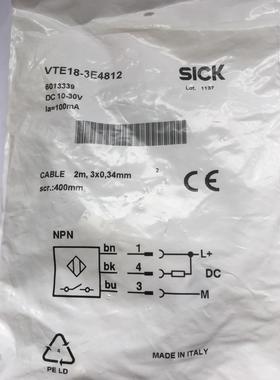 VTE18-3E4812
SICK
6013339
Lot. 1137
DC 10-30V
Ia=100mA
CABLE 2m, 3x0,34mm 2
scr.:400mm
CE
NPN
bn 1 L+
bk 4 DC
bu 3 M
4
PE LD
MADE IN ITALY